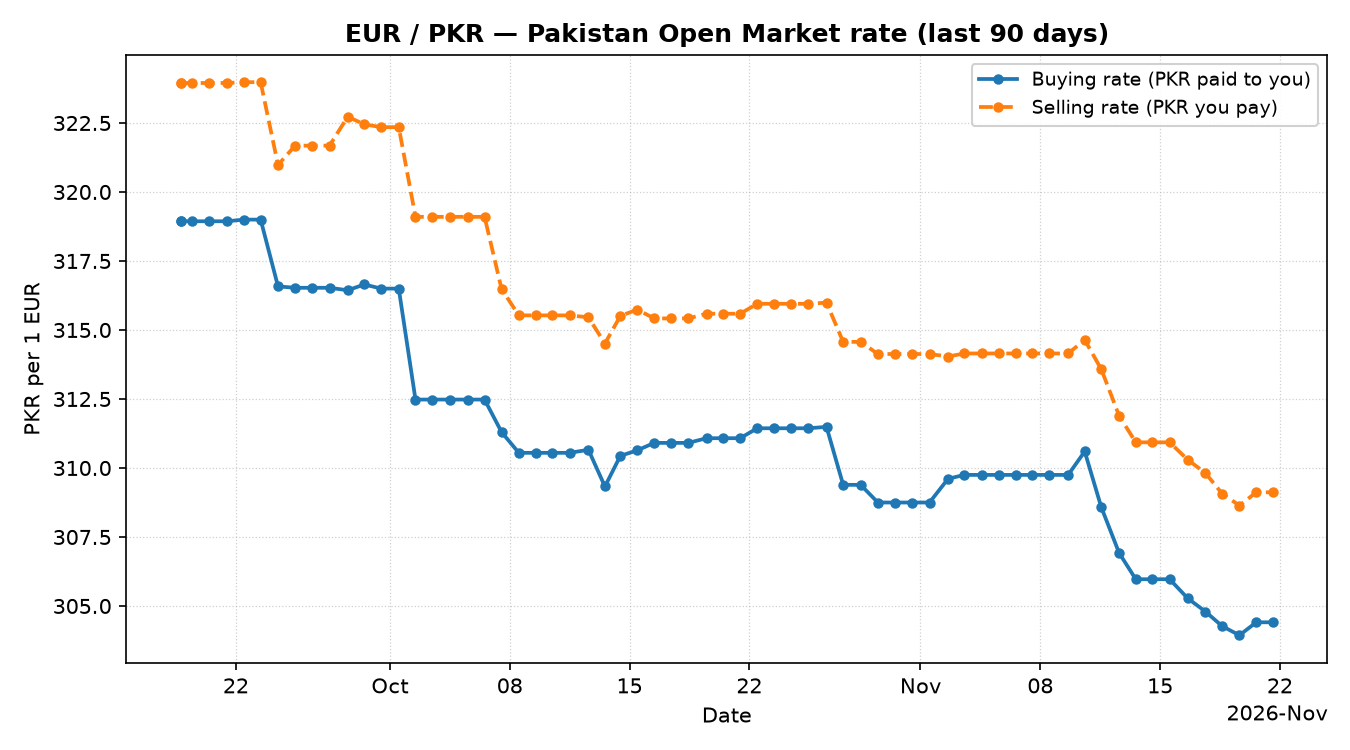 EUR / PKR — Pakistan Open Market rate (last 90 days)
Buying rate (PKR paid to you)
Selling rate (PKR you pay)
PKR per 1 EUR
322.5
320.0
317.5
315.0
312.5
310.0
307.5
305.0
22 Oct 08 15 22 Nov 08 15 22
Date
2026-Nov